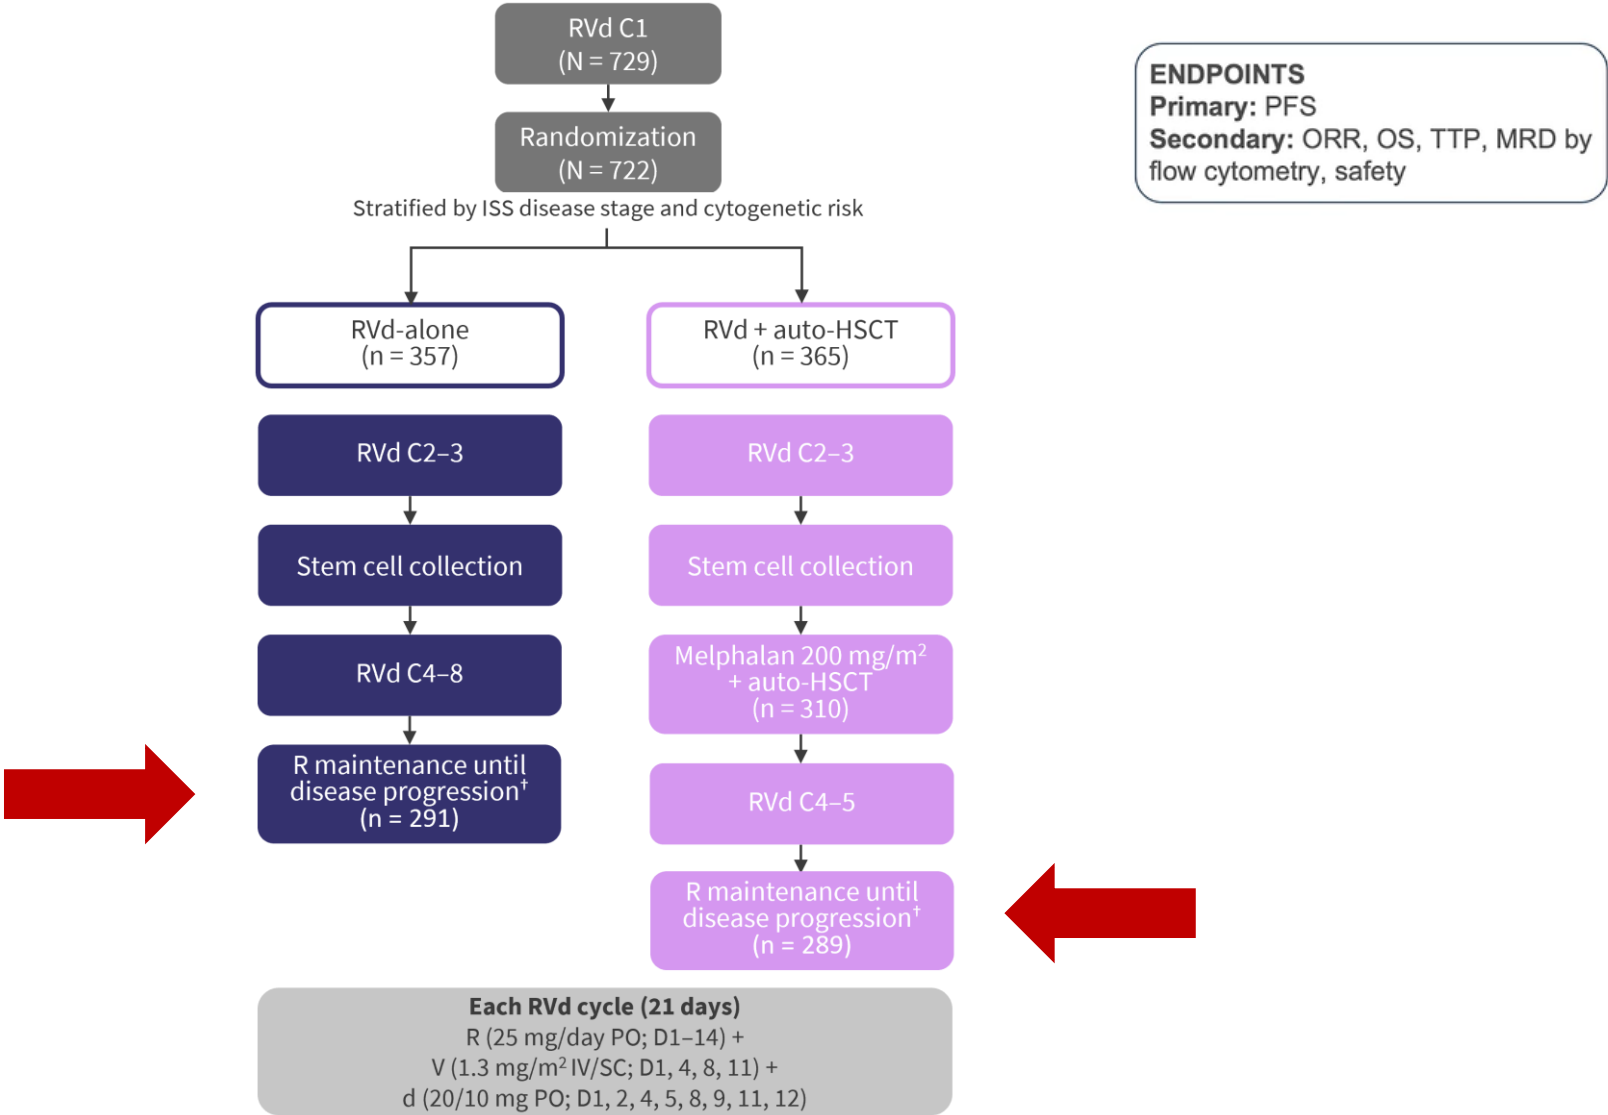 RVd C1
(N = 729)
Randomization
(N = 722)
Stratified by ISS disease stage and cytogenetic risk
ENDPOINTS
Primary: PFS
Secondary: ORR, OS, TTP, MRD by
flow cytometry, safety
RVd-alone
(n = 357)
RVd C2–3
Stem cell collection
RVd C4–8
R maintenance until
disease progression†
(n = 291)
RVd + auto-HSCT
(n = 365)
RVd C2–3
Stem cell collection
Melphalan 200 mg/m²
+ auto-HSCT
(n = 310)
RVd C4–5
R maintenance until
disease progression†
(n = 289)
Each RVd cycle (21 days)
R (25 mg/day PO; D1–14) +
V (1.3 mg/m² IV/SC; D1, 4, 8, 11) +
d (20/10 mg PO; D1, 2, 4, 5, 8, 9, 11, 12)